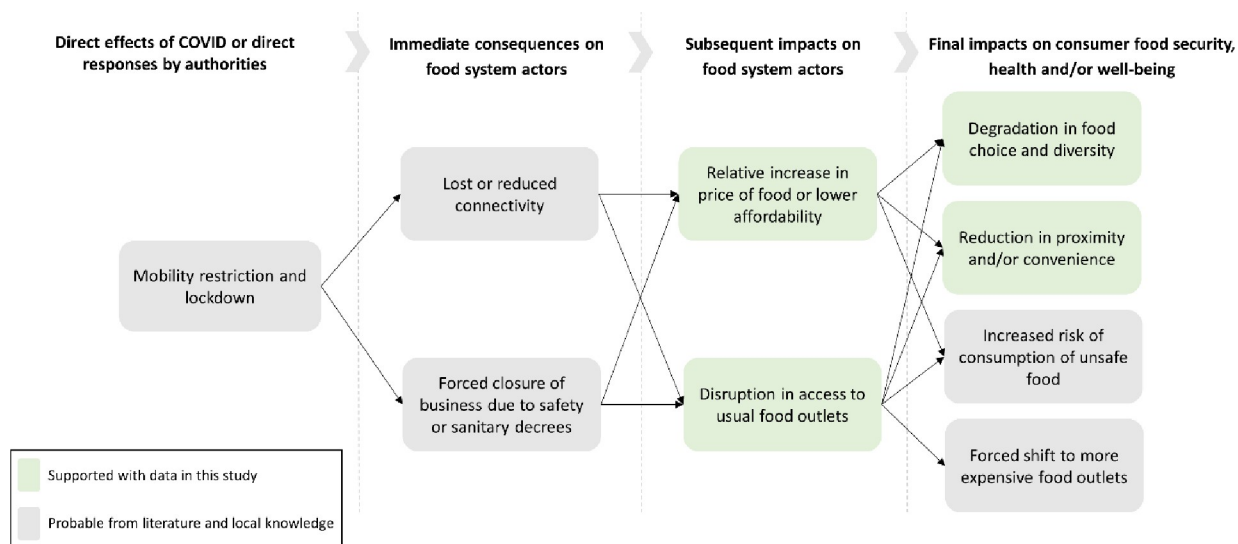 Direct effects of COVID or direct
responses by authorities
Immediate consequences on
food system actors
Subsequent impacts on
food system actors
Final impacts on consumer food security,
health and/or well-being
Mobility restriction and
lockdown
Lost or reduced
connectivity
Forced closure of
business due to safety
or sanitary decrees
Relative increase in
price of food or lower
affordability
Disruption in access to
usual food outlets
Degradation in food
choice and diversity
Reduction in proximity
and/or convenience
Increased risk of
consumption of unsafe
food
Forced shift to more
expensive food outlets
Supported with data in this study
Probable from literature and local knowledge